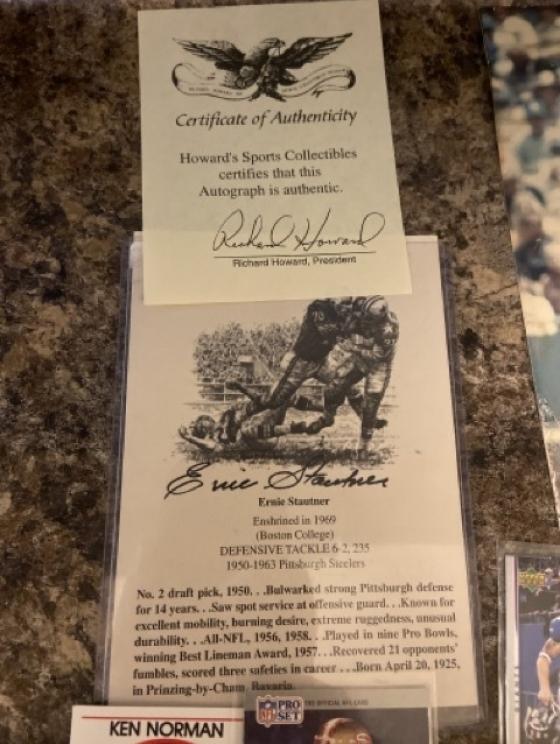 Certificate of Authenticity
Howard's Sports Collectibles
certifies that this
Autograph is authentic.
Richard Howard
Richard Howard, President
Ernie Stautner
Ernie Stautner
Enshrined in 1969
(Boston College)
DEFENSIVE TACKLE 6-2, 235
1950-1963 Pittsburgh Steelers
No. 2 draft pick, 1950. . .Bulwarked strong Pittsburgh defense
for 14 years. . .Saw spot service at offensive guard. . .Known for
excellent mobility, burning desire, extreme ruggedness, unusual
durability. . .All-NFL, 1956, 1958. . .Played in nine Pro Bowls,
winning Best Lineman Award, 1957. . .Recovered 21 opponents'
fumbles, scored three safeties in career . . .Born April 20, 1925,
in Prinzing-by-Cham, Bavaria.
KEN NORMAN
NFL PRO SET
THE OFFICIAL NFL CARD